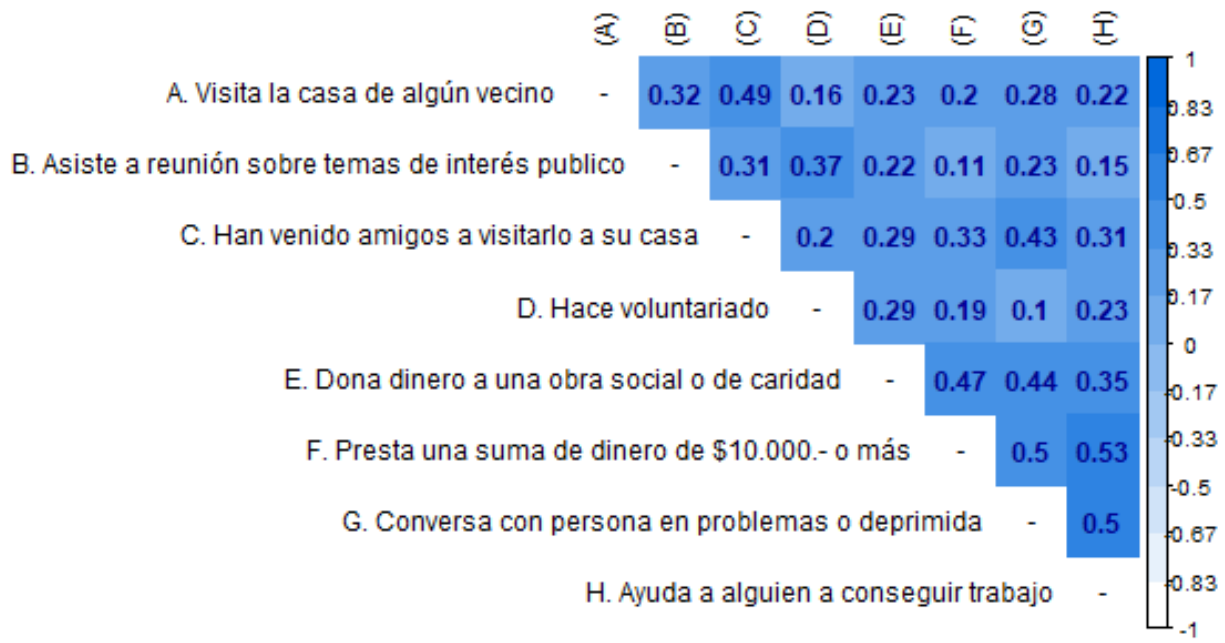 (A) (B) (C) (D) (E) (F) (G) (H)
A. Visita la casa de algún vecino - 0.32 0.49 0.16 0.23 0.2 0.28 0.22
B. Asiste a reunión sobre temas de interés publico - 0.31 0.37 0.22 0.11 0.23 0.15
C. Han venido amigos a visitarlo a su casa - 0.2 0.29 0.33 0.43 0.31
D. Hace voluntariado - 0.29 0.19 0.1 0.23
E. Dona dinero a una obra social o de caridad - 0.47 0.44 0.35
F. Presta una suma de dinero de $10.000.- o más - 0.5 0.53
G. Conversa con persona en problemas o deprimida - 0.5
H. Ayuda a alguien a conseguir trabajo -
1
0.83
0.67
0.5
0.33
0.17
0
-0.17
-0.33
-0.5
-0.67
-0.83
-1